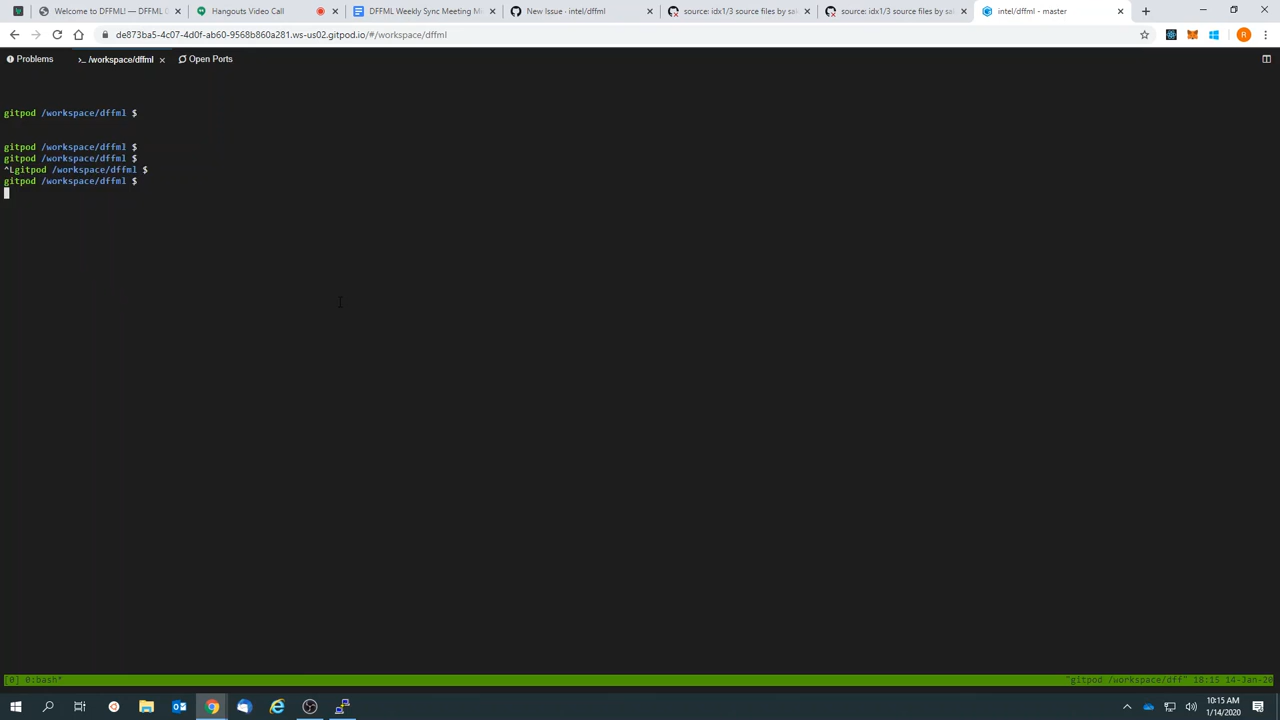 Welcome to DFFML! — DFFML
Hangouts Video Call
DFFML Weekly Sync Meeting M
New Issue · intel/dffml
source: idx1/3 source files by sa
source: idx1/3 source files by sa
intel/dffml - master
de873ba5-4c07-4d0f-ab60-9568b860a281.ws-us02.gitpod.io/#/workspace/dffml
R
Problems
>_ /workspace/dffml
Open Ports
gitpod /workspace/dffml $
gitpod /workspace/dffml $
gitpod /workspace/dffml $
^Lgitpod /workspace/dffml $
gitpod /workspace/dffml $
[0] 0:bash*
"gitpod /workspace/dff" 18:15 14-Jan-20
10:15 AM
1/14/2020